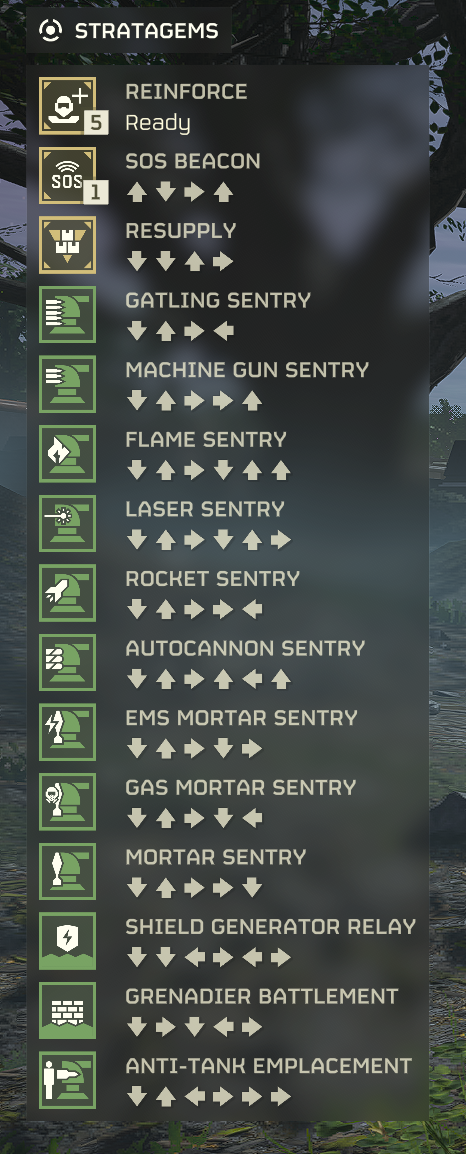 STRATAGEMS
REINFORCE
5
Ready
SOS BEACON
SOS
1
RESUPPLY
GATLING SENTRY
MACHINE GUN SENTRY
FLAME SENTRY
LASER SENTRY
ROCKET SENTRY
AUTOCANNON SENTRY
EMS MORTAR SENTRY
GAS MORTAR SENTRY
MORTAR SENTRY
SHIELD GENERATOR RELAY
GRENADIER BATTLEMENT
ANTI-TANK EMPLACEMENT